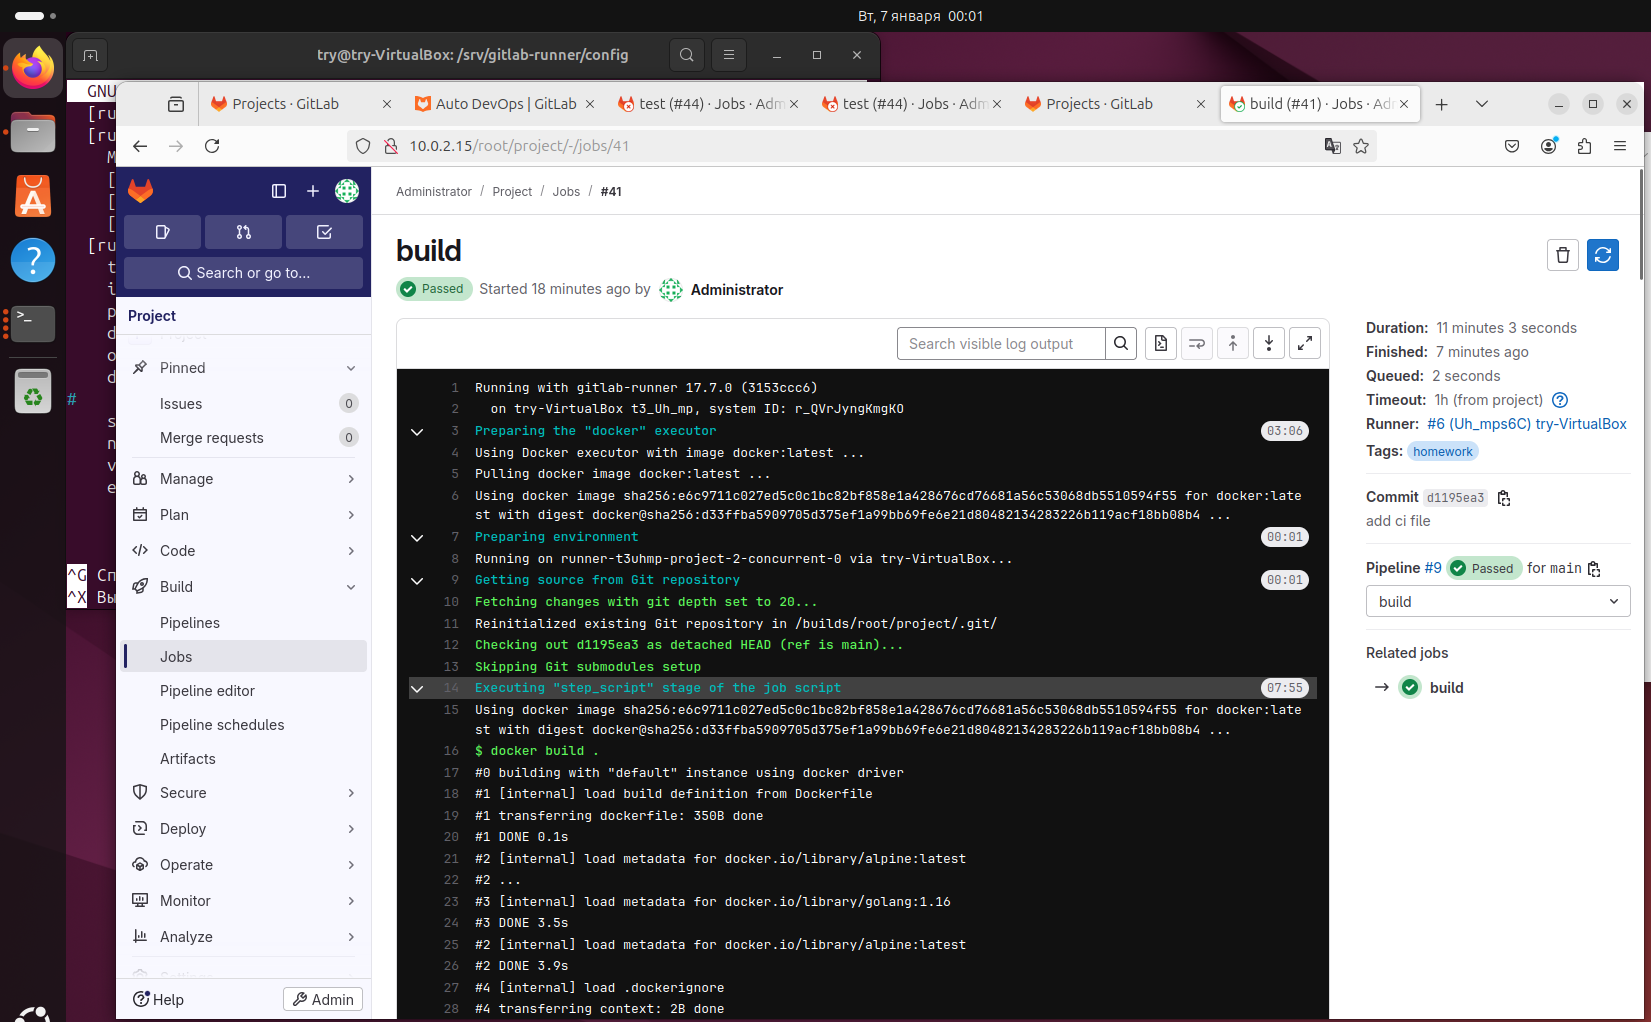 Вт, 7 января 00:01
try@try-VirtualBox: /srv/gitlab-runner/config
GNU
[ru
[ru
M
[
[
[
[ru
t
i
p
d
o
d
#
s
n
v
e
^G Сп
^X Вы
Projects · GitLab
Auto DevOps | GitLab
test (#44) · Jobs · Adm
test (#44) · Jobs · Adm
Projects · GitLab
build (#41) · Jobs · Adr
10.0.2.15/root/project/-/jobs/41
Search or go to...
Project
Pinned
Issues 0
Merge requests 0
Manage
Plan
Code
Build
Pipelines
Jobs
Pipeline editor
Pipeline schedules
Artifacts
Secure
Deploy
Operate
Monitor
Analyze
Settings
Help
Admin
Administrator / Project / Jobs / #41
build
Passed Started 18 minutes ago by Administrator
Search visible log output
1 Running with gitlab-runner 17.7.0 (3153ccc6)
2 on try-VirtualBox t3_Uh_mp, system ID: r_QVrJyngKmgKO
3 Preparing the "docker" executor 03:06
4 Using Docker executor with image docker:latest ...
5 Pulling docker image docker:latest ...
6 Using docker image sha256:e6c9711c027ed5c0c1bc82bf858e1a428676cd76681a56c53068db5510594f55 for docker:late
st with digest docker@sha256:d33ffba5909705d375ef1a99bb69fe6e21d80482134283226b119acf18bb08b4 ...
7 Preparing environment 00:01
8 Running on runner-t3uhmp-project-2-concurrent-0 via try-VirtualBox...
9 Getting source from Git repository 00:01
10 Fetching changes with git depth set to 20...
11 Reinitialized existing Git repository in /builds/root/project/.git/
12 Checking out d1195ea3 as detached HEAD (ref is main)...
13 Skipping Git submodules setup
14 Executing "step_script" stage of the job script 07:55
15 Using docker image sha256:e6c9711c027ed5c0c1bc82bf858e1a428676cd76681a56c53068db5510594f55 for docker:late
st with digest docker@sha256:d33ffba5909705d375ef1a99bb69fe6e21d80482134283226b119acf18bb08b4 ...
16 $ docker build .
17 #0 building with "default" instance using docker driver
18 #1 [internal] load build definition from Dockerfile
19 #1 transferring dockerfile: 350B done
20 #1 DONE 0.1s
21 #2 [internal] load metadata for docker.io/library/alpine:latest
22 #2 ...
23 #3 [internal] load metadata for docker.io/library/golang:1.16
24 #3 DONE 3.5s
25 #2 [internal] load metadata for docker.io/library/alpine:latest
26 #2 DONE 3.9s
27 #4 [internal] load .dockerignore
28 #4 transferring context: 2B done
Duration: 11 minutes 3 seconds
Finished: 7 minutes ago
Queued: 2 seconds
Timeout: 1h (from project)
Runner: #6 (Uh_mps6C) try-VirtualBox
Tags: homework
Commit d1195ea3
add ci file
Pipeline #9 Passed for main
build
Related jobs
build